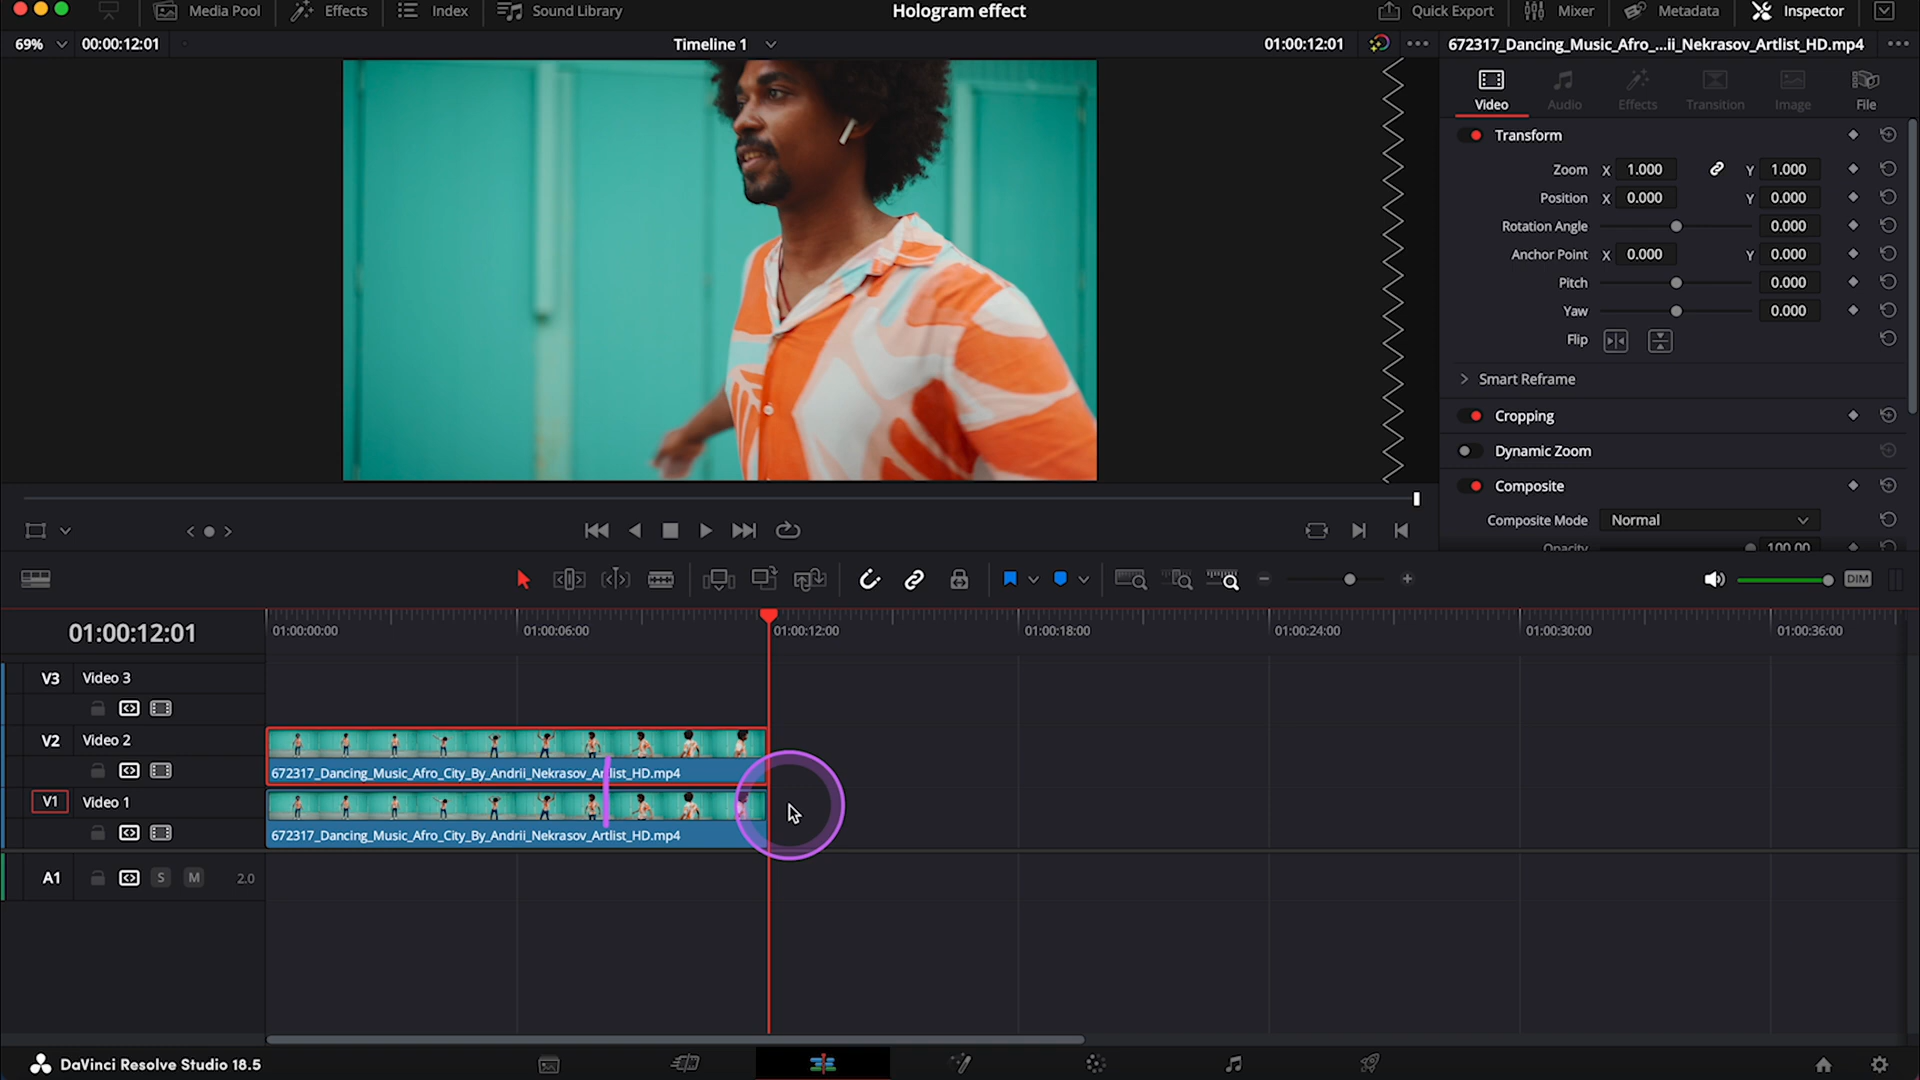 Media Pool
Effects
Index
Sound Library
Hologram effect
Quick Export
Mixer
Metadata
Inspector
69%
00:00:12:01
Timeline 1
01:00:12:01
672317_Dancing_Music_Afro_...ii_Nekrasov_Artlist_HD.mp4
Video
Audio
Effects
Transition
Image
File
Transform
Zoom X 1.000 Y 1.000
Position X 0.000 Y 0.000
Rotation Angle 0.000
Anchor Point X 0.000 Y 0.000
Pitch 0.000
Yaw 0.000
Flip
Smart Reframe
Cropping
Dynamic Zoom
Composite
Composite Mode Normal
Opacity 100.00
DIM
01:00:12:01
01:00:00:00
01:00:06:00
01:00:12:00
01:00:18:00
01:00:24:00
01:00:30:00
01:00:36:00
V3 Video 3
V2 Video 2
672317_Dancing_Music_Afro_City_By_Andrii_Nekrasov_Artlist_HD.mp4
V1 Video 1
672317_Dancing_Music_Afro_City_By_Andrii_Nekrasov_Artlist_HD.mp4
A1 S M 2.0
DaVinci Resolve Studio 18.5